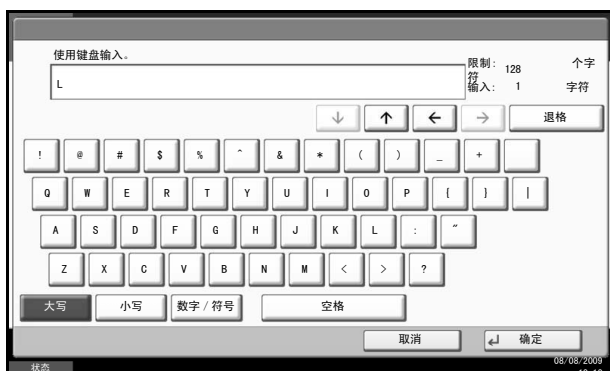 使用键盘输入。
限制: 128 个字符
L
输入: 1 字符
退格
! @ # $ % ^ & * ( ) _ +
Q W E R T Y U I O P { } |
A S D F G H J K L : "
Z X C V B N M < > ?
大写 小写 数字 / 符号 空格
取消 确定
状态 08/08/2009